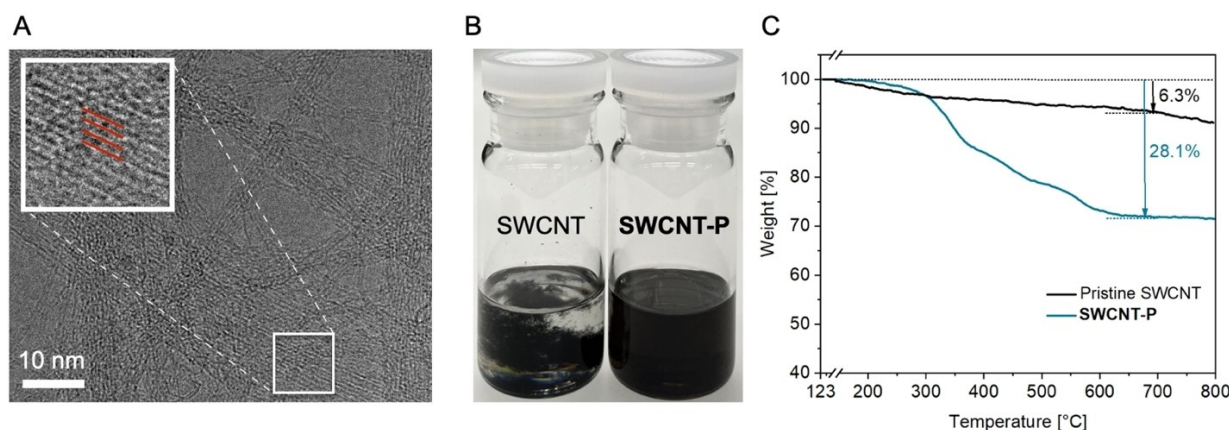 A
10 nm
B
SWCNT
SWCNT-P
C
Weight [%]
100
90
80
70
60
50
40
6.3%
28.1%
Pristine SWCNT
SWCNT-P
123 200 300 400 500 600 700 800
Temperature [°C]